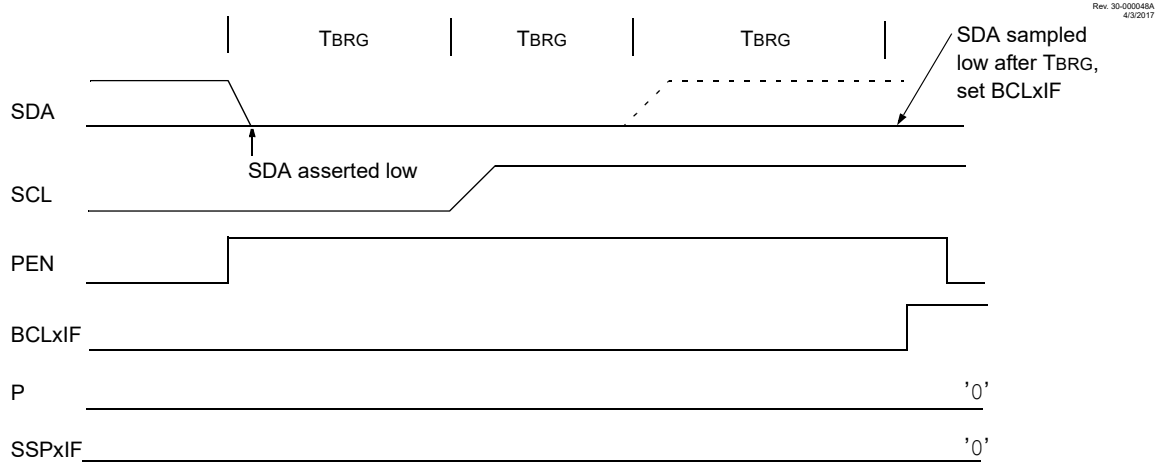 Rev. 30-000048A
4/3/2017
TBRG
TBRG
TBRG
SDA sampled
low after TBRG,
set BCLxIF
SDA
SDA asserted low
SCL
PEN
BCLxIF
P
'0'
SSPxIF
'0'